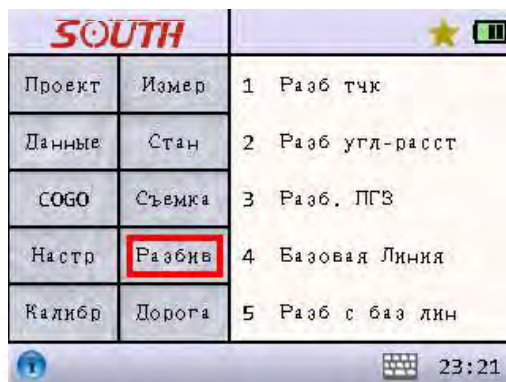 SOUTH
Проект Измер 1 Разб тчк
Данные Стан 2 Разб угл-расст
COGO Съемка 3 Разб. ПГЗ
Настр Разбив 4 Базовая Линия
Калибр Дорога 5 Разб с баз лин
23:21